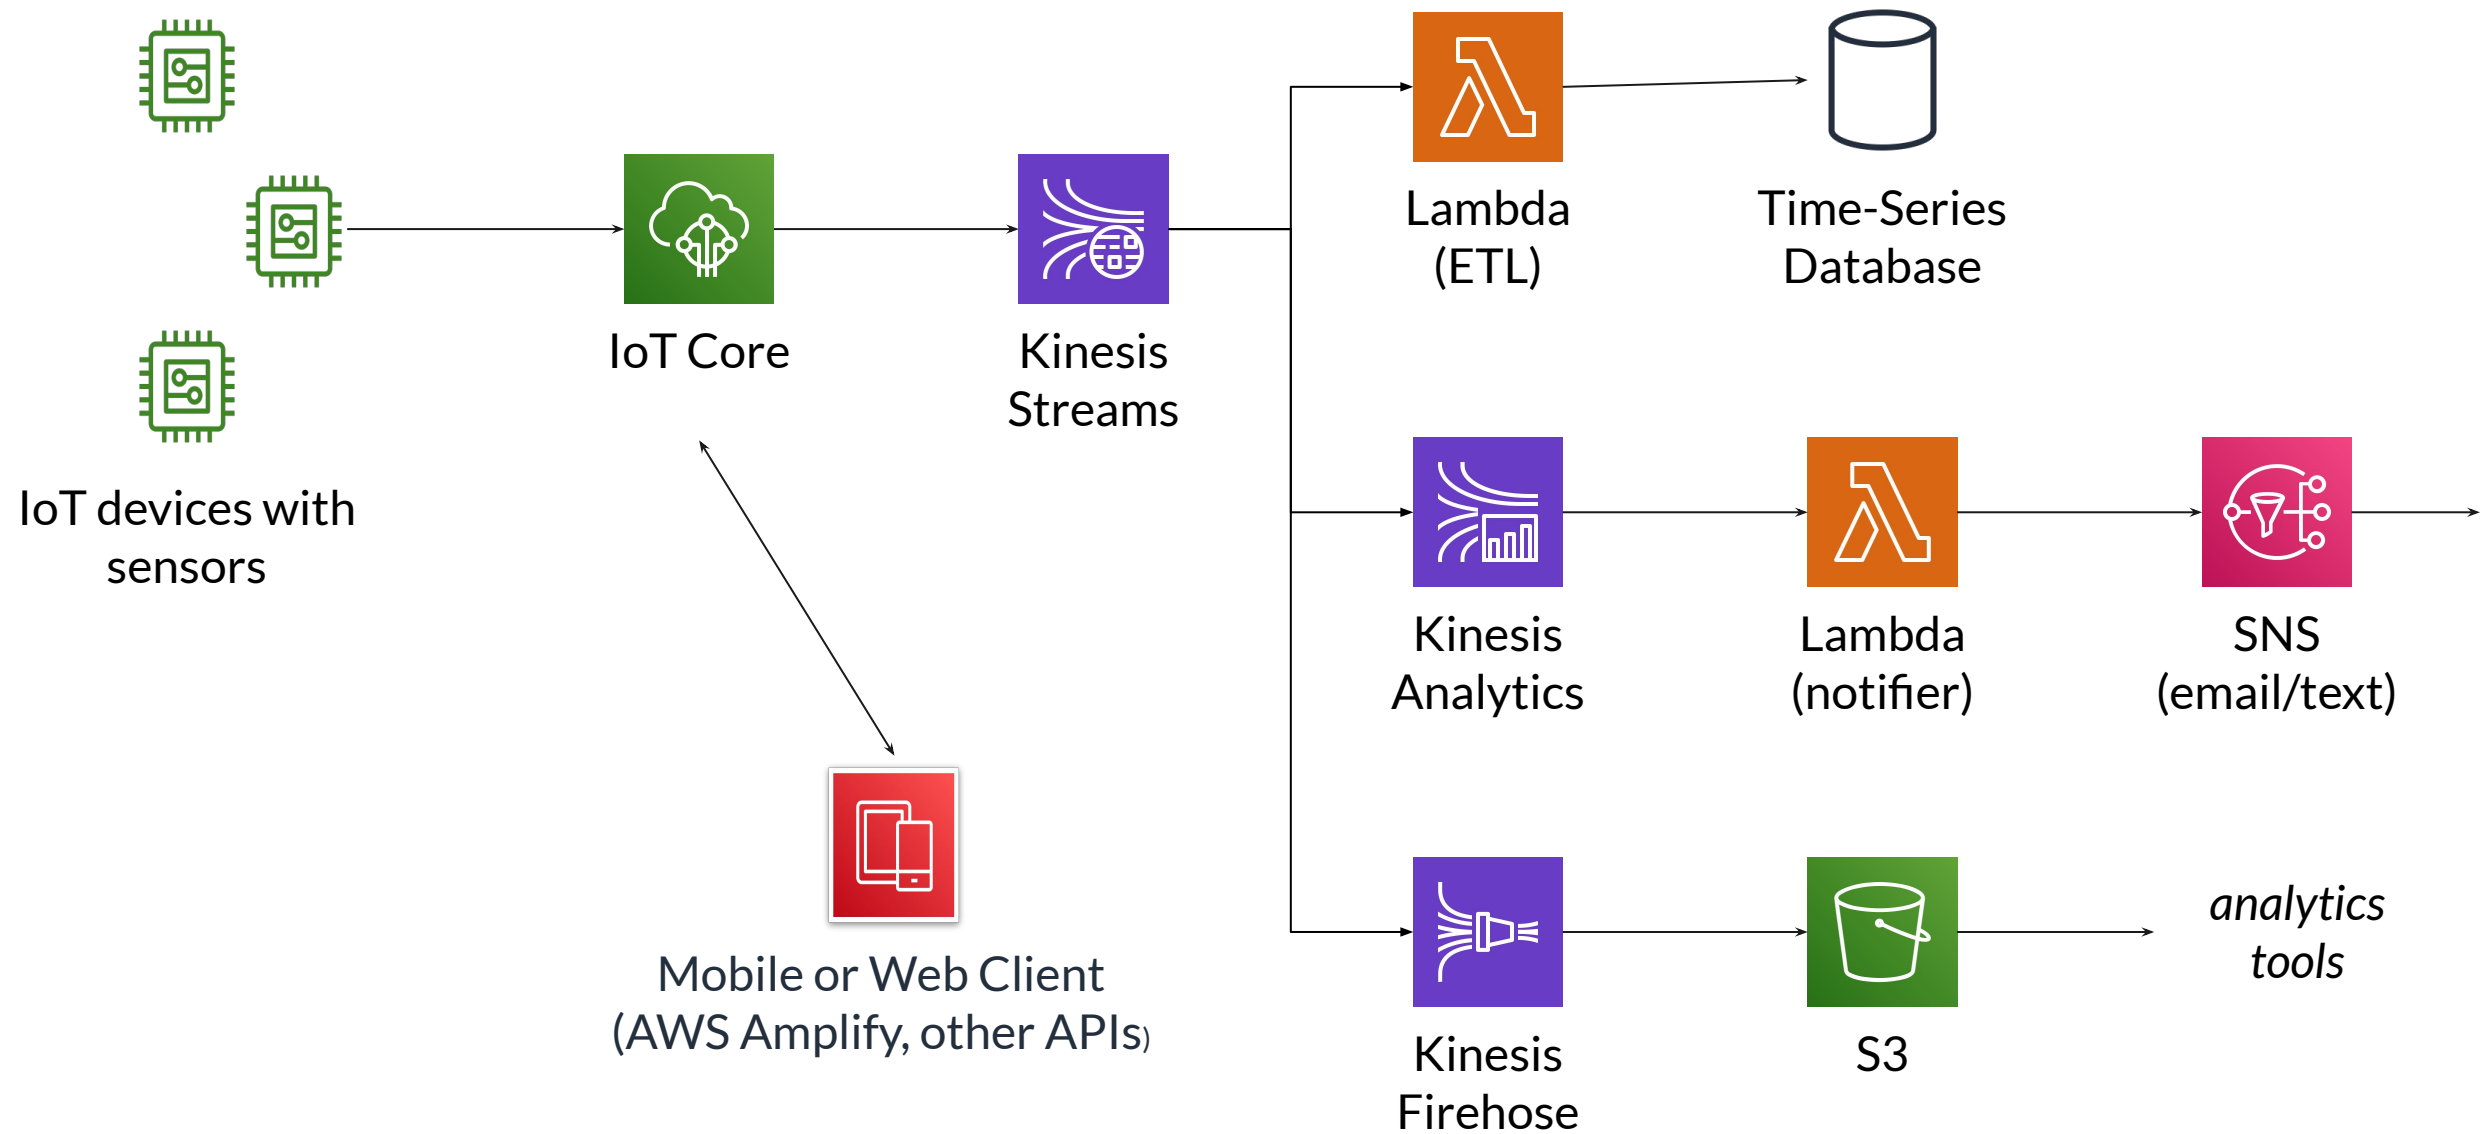 IoT devices with
sensors
IoT Core
Kinesis
Streams
Mobile or Web Client
(AWS Amplify, other APIs)
Lambda
(ETL)
Time-Series
Database
Kinesis
Analytics
Lambda
(notifier)
SNS
(email/text)
Kinesis
Firehose
S3
analytics
tools